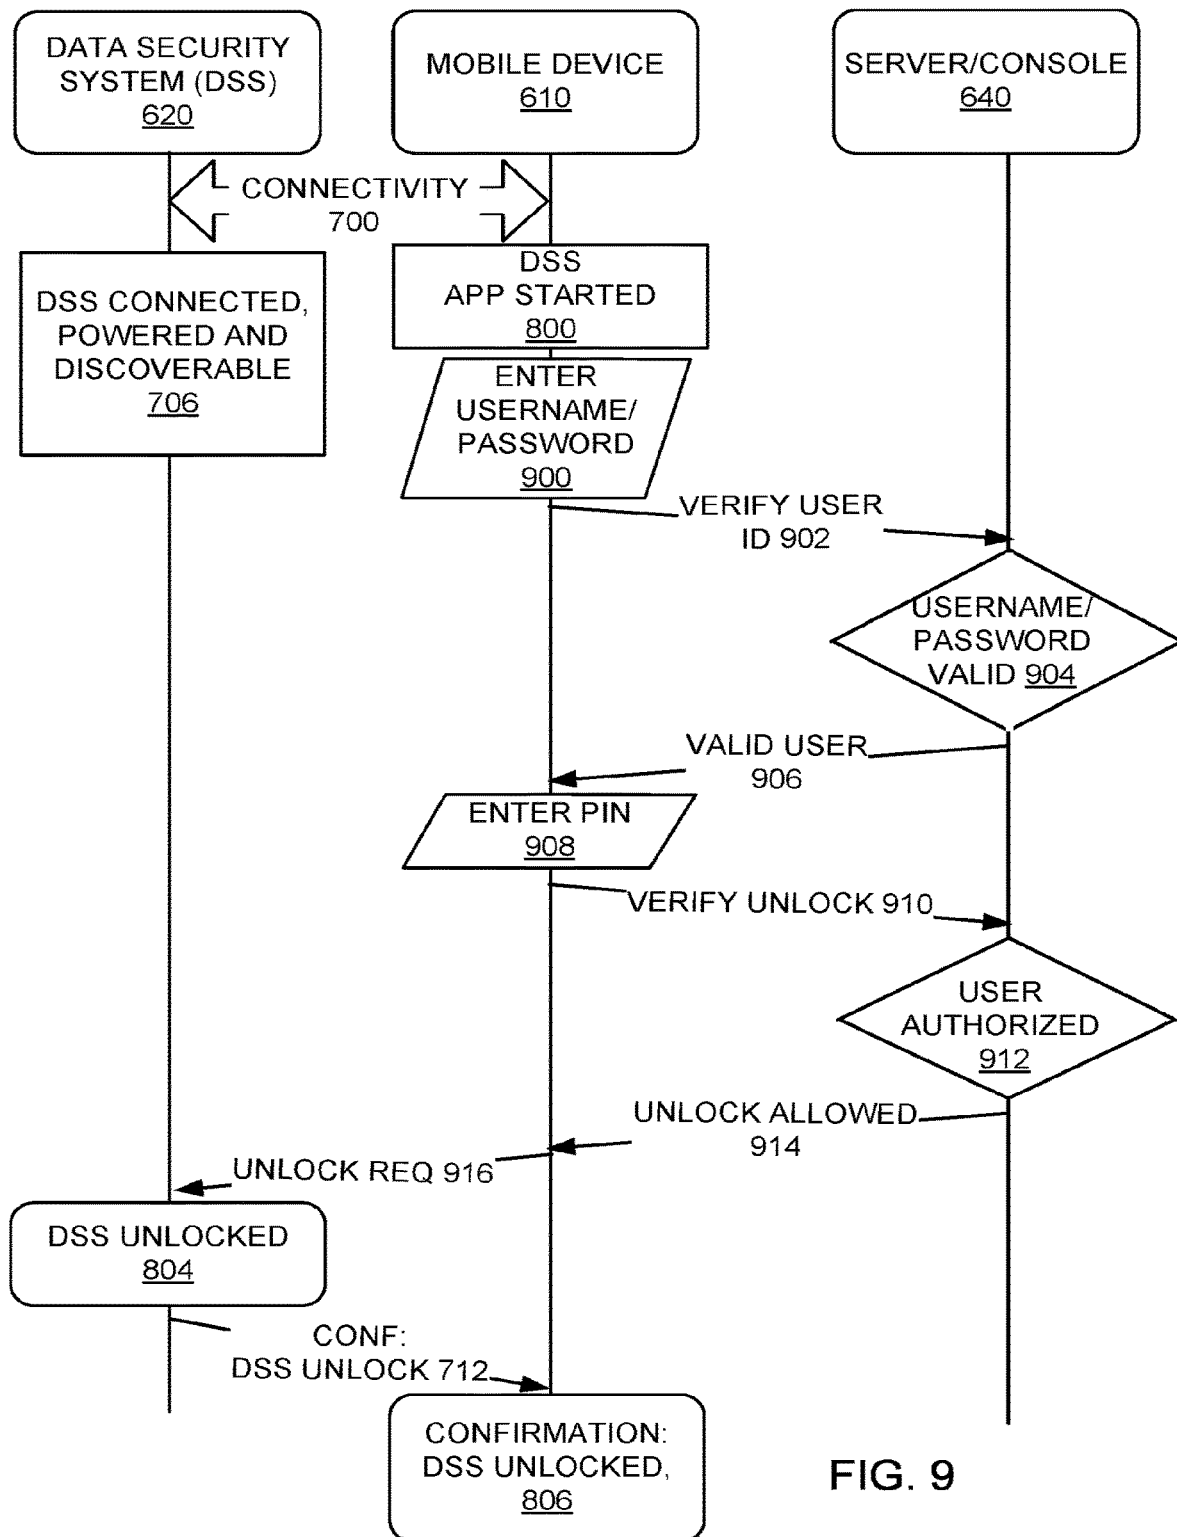 DATA SECURITY
SYSTEM (DSS)
620
MOBILE DEVICE
610
SERVER/CONSOLE
640
CONNECTIVITY
700
DSS CONNECTED,
POWERED AND
DISCOVERABLE
706
DSS
APP STARTED
800
ENTER
USERNAME/
PASSWORD
900
VERIFY USER
ID 902
USERNAME/
PASSWORD
VALID 904
VALID USER
906
ENTER PIN
908
VERIFY UNLOCK 910
USER
AUTHORIZED
912
UNLOCK ALLOWED
914
UNLOCK REQ 916
DSS UNLOCKED
804
CONF:
DSS UNLOCK 712
CONFIRMATION:
DSS UNLOCKED,
806
FIG. 9